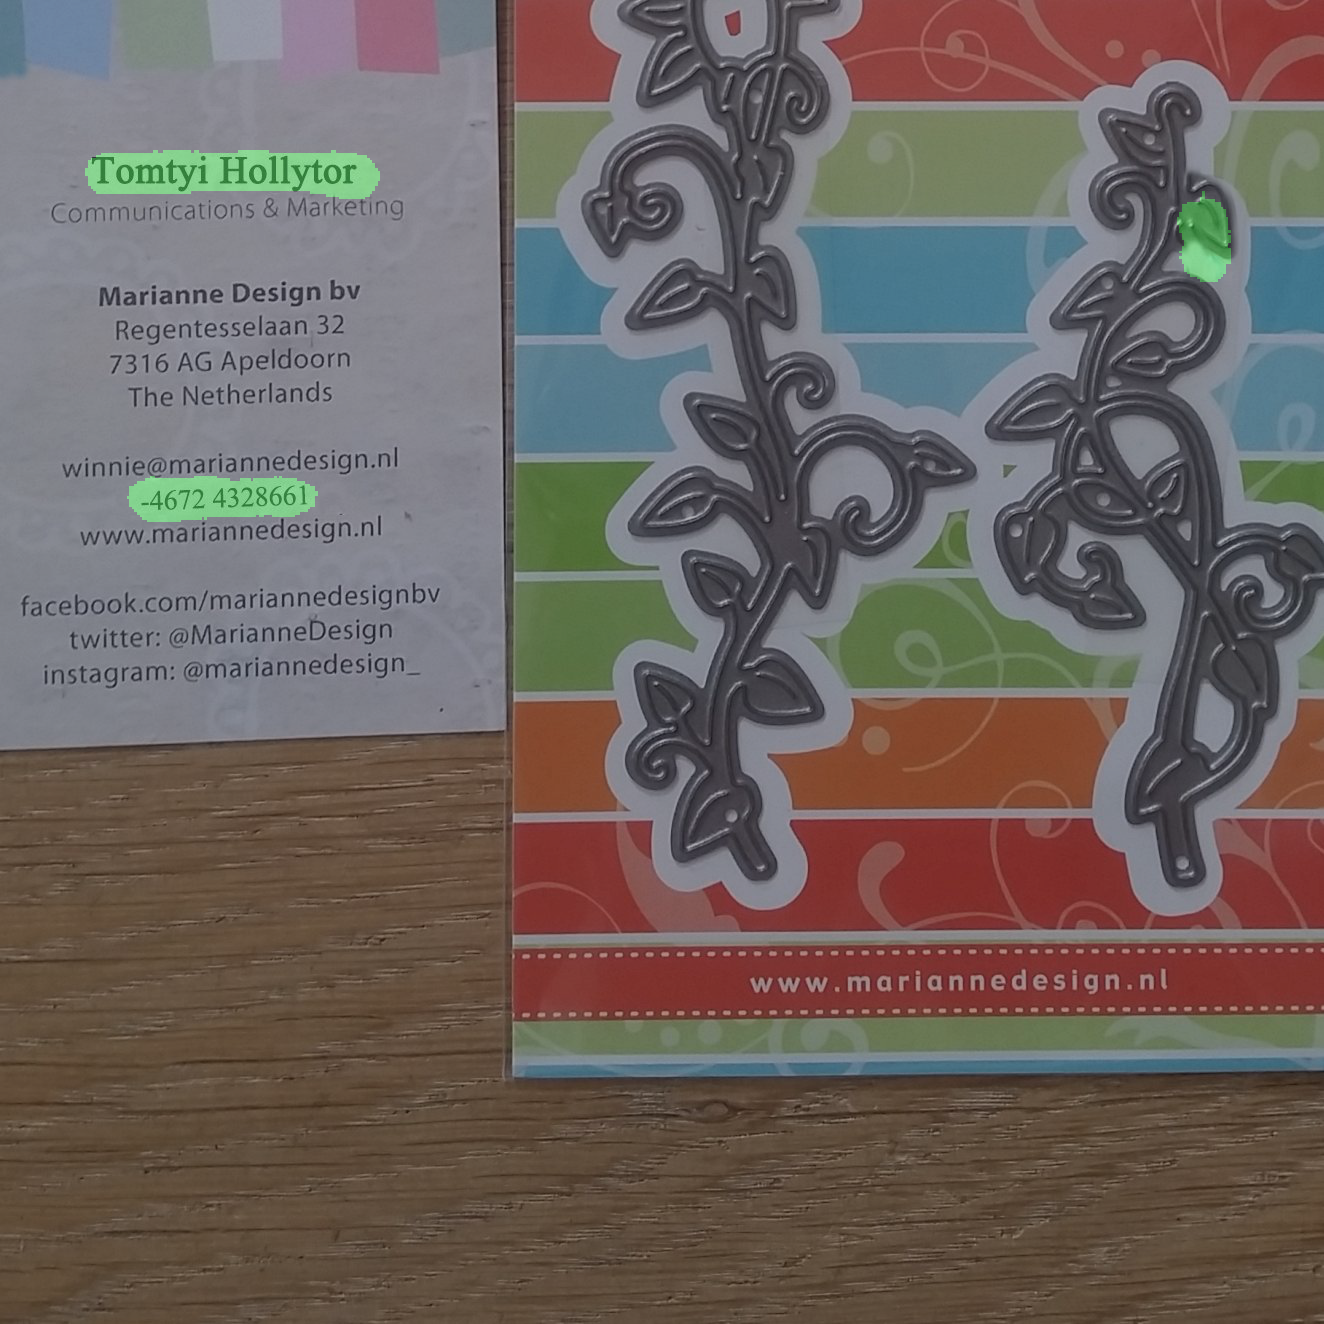 Tomtyi Hollytor
Communications & Marketing
Marianne Design bv
Regentesselaan 32
7316 AG Apeldoorn
The Netherlands
winnie@mariannedesign.nl
-4672 4328661
www.mariannedesign.nl
facebook.com/mariannedesignbv
twitter: @MarianneDesign
instagram: @mariannedesign_
www.mariannedesign.nl